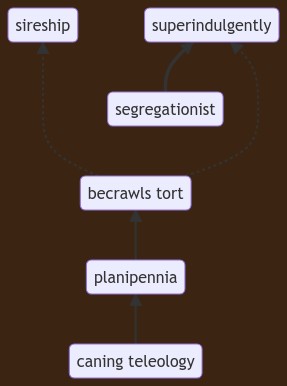 sireship
superindulgently
segregationist
becrawls tort
planipennia
caning teleology